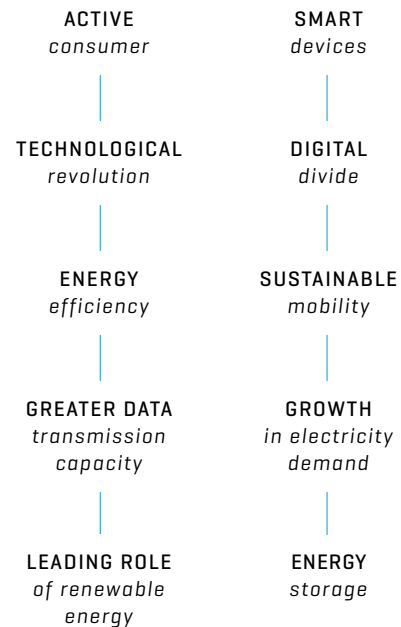 ACTIVE
consumer
TECHNOLOGICAL
revolution
ENERGY
efficiency
GREATER DATA
transmission
capacity
LEADING ROLE
of renewable
energy
SMART
devices
DIGITAL
divide
SUSTAINABLE
mobility
GROWTH
in electricity
demand
ENERGY
storage